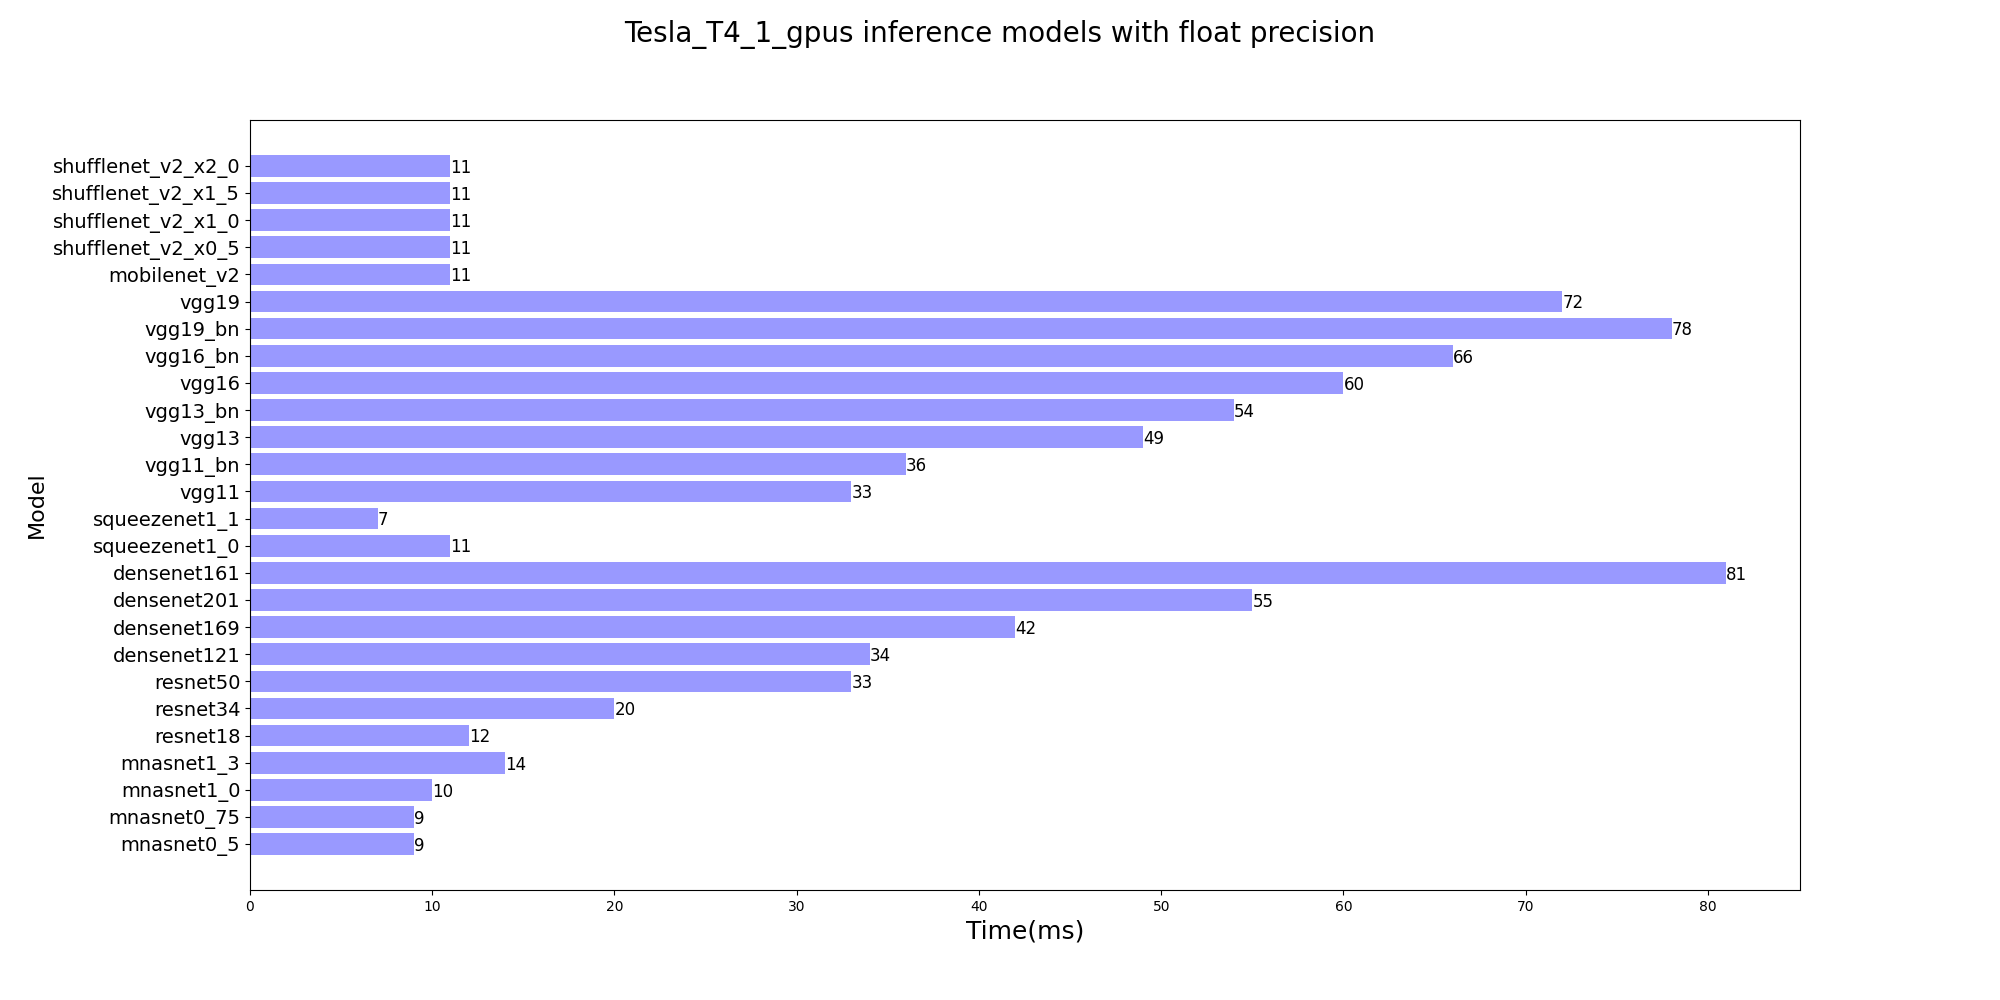 Tesla_T4_1_gpus inference models with float precision
Model
shufflenet_v2_x2_0 11
shufflenet_v2_x1_5 11
shufflenet_v2_x1_0 11
shufflenet_v2_x0_5 11
mobilenet_v2 11
vgg19 72
vgg19_bn 78
vgg16_bn 66
vgg16 60
vgg13_bn 54
vgg13 49
vgg11_bn 36
vgg11 33
squeezenet1_1 7
squeezenet1_0 11
densenet161 81
densenet201 55
densenet169 42
densenet121 34
resnet50 33
resnet34 20
resnet18 12
mnasnet1_3 14
mnasnet1_0 10
mnasnet0_75 9
mnasnet0_5 9
0 10 20 30 40 50 60 70 80
Time(ms)